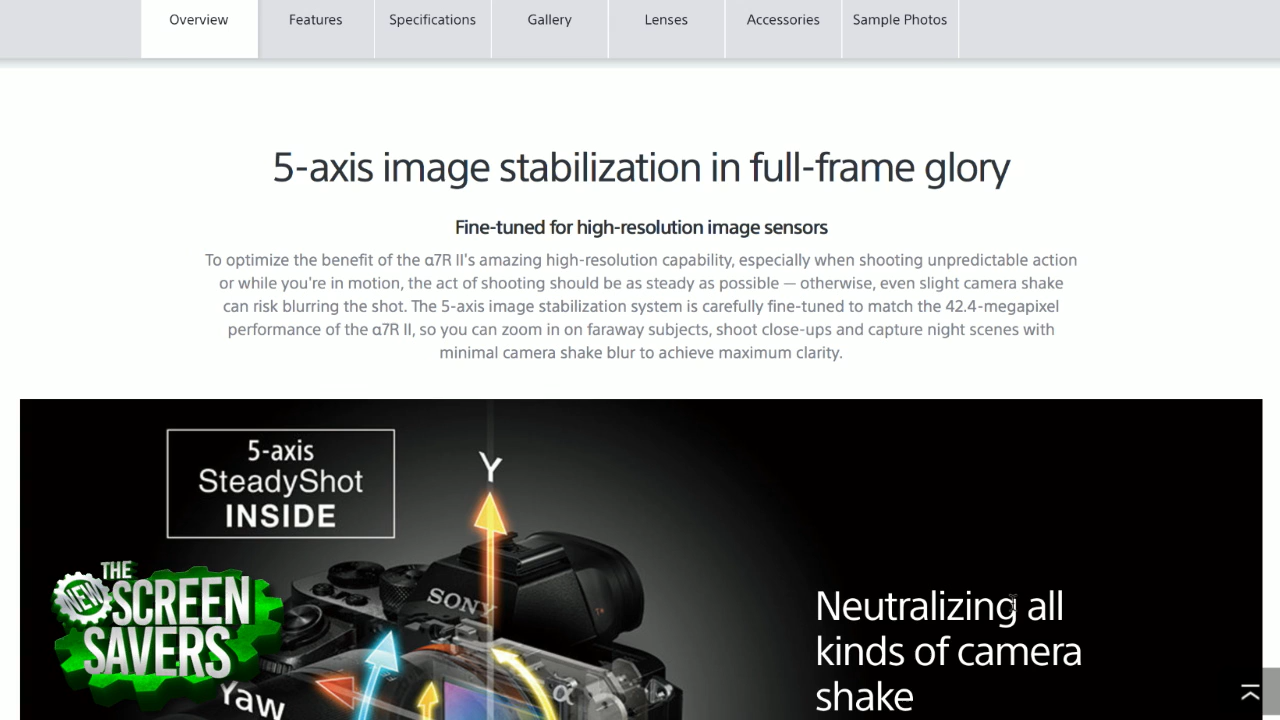 Overview
Features
Specifications
Gallery
Lenses
Accessories
Sample Photos
5-axis image stabilization in full-frame glory
Fine-tuned for high-resolution image sensors
To optimize the benefit of the α7R II's amazing high-resolution capability, especially when shooting unpredictable action
or while you're in motion, the act of shooting should be as steady as possible — otherwise, even slight camera shake
can risk blurring the shot. The 5-axis image stabilization system is carefully fine-tuned to match the 42.4-megapixel
performance of the α7R II, so you can zoom in on faraway subjects, shoot close-ups and capture night scenes with
minimal camera shake blur to achieve maximum clarity.
5-axis
SteadyShot
INSIDE
Y
SONY
α
Yaw
THE
NEW
SCREEN
SAVERS
Neutralizing all
kinds of camera
shake